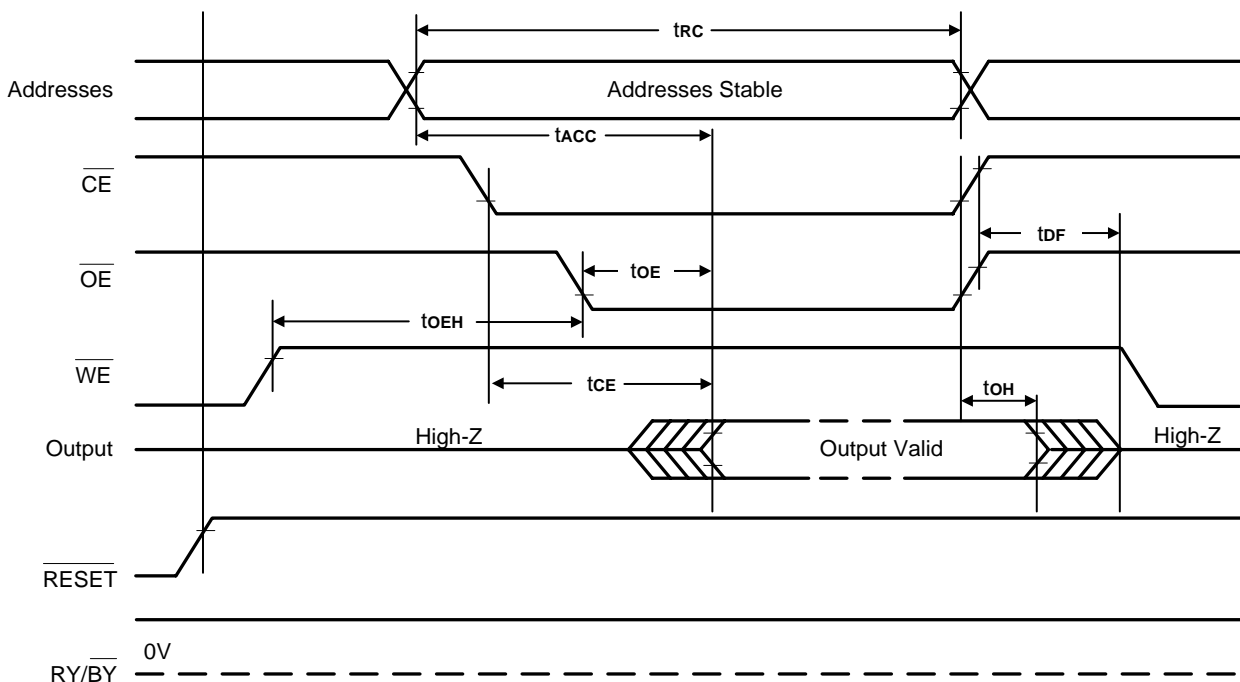 tRC
Addresses
Addresses Stable
tACC
CE
tDF
OE
tOE
tOEH
WE
tCE
tOH
Output
High-Z
Output Valid
High-Z
RESET
0V
RY/BY